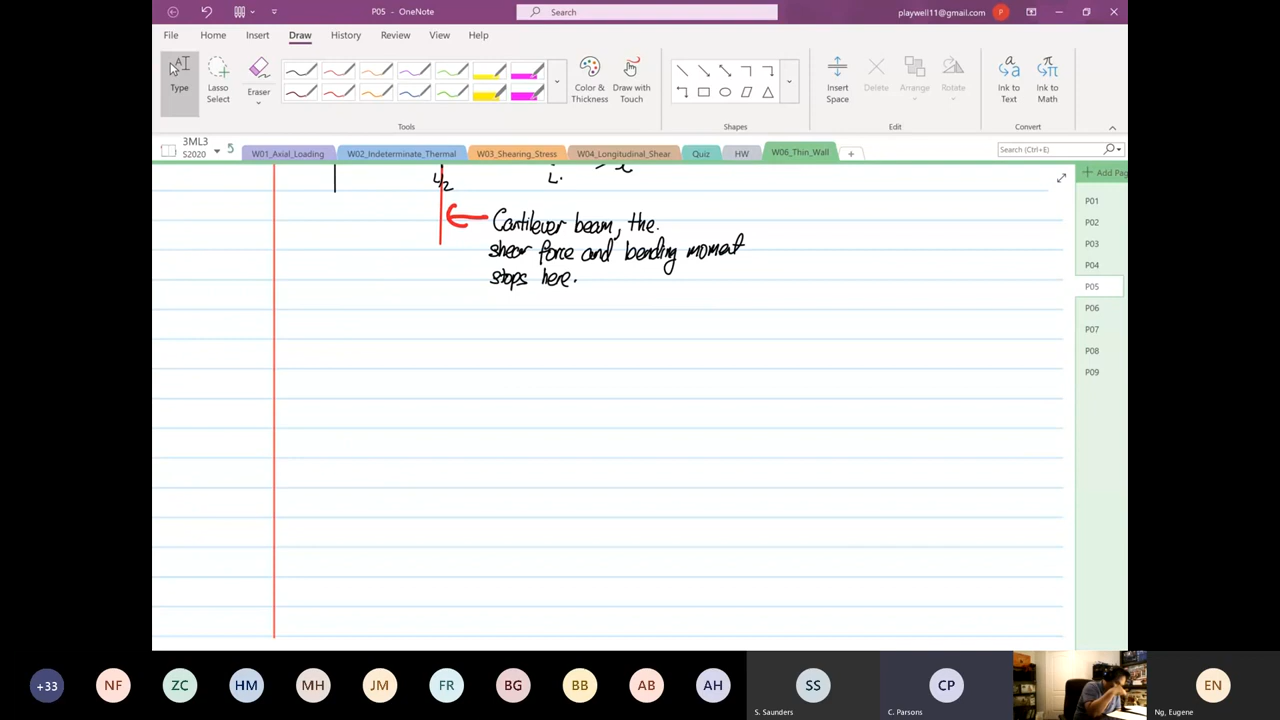 P05 - OneNote
Search
playwell11@gmail.com
P
File
Home
Insert
Draw
History
Review
View
Help
Type
Lasso Select
Eraser
Color & Thickness
Draw with Touch
Insert Space
Delete
Arrange
Rotate
Ink to Text
Ink to Math
Tools
Shapes
Edit
Convert
3ML3 S2020
W01_Axial_Loading
W02_Indeterminate_Thermal
W03_Shearing_Stress
W04_Longitudinal_Shear
Quiz
HW
W06_Thin_Wall
Search (Ctrl+E)
Add Pag
P01
P02
P03
P04
P05
P06
P07
P08
P09
L/2
L.
Cantilever beam, the
shear force and bending moment
stops here.
+33
NF
ZC
HM
MH
JM
FR
BG
BB
AB
AH
SS
S. Saunders
CP
C. Parsons
EN
Ng, Eugene